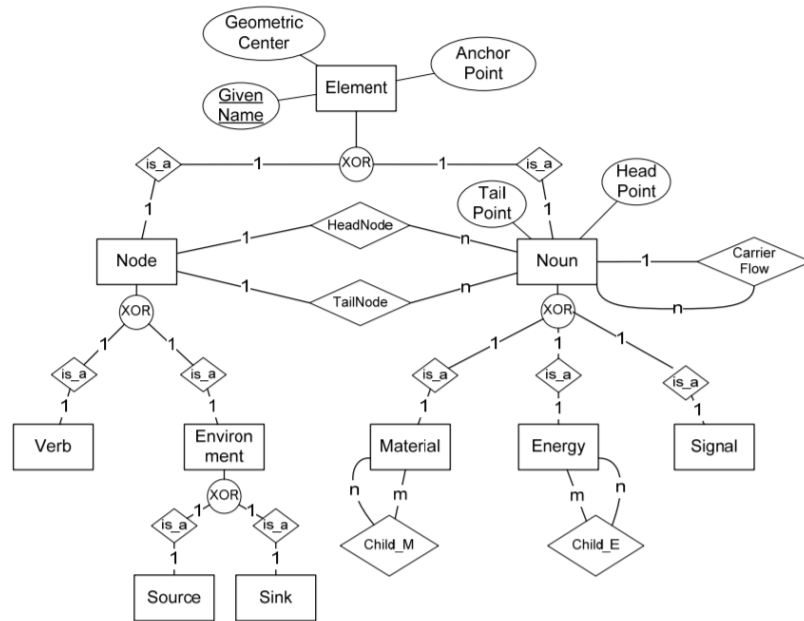 Geometric
Center
Anchor
Point
Element
Given
Name
is_a
1
XOR
1
is_a
Head
Point
Tail
Point
1
1
HeadNode
1
n
Node
Noun
1
Carrier
Flow
1
TailNode
n
n
XOR
XOR
1
1
1
1
1
is_a
is_a
is_a
is_a
is_a
1
1
1
1
1
Verb
Environ
ment
Material
Energy
Signal
n
m
m
n
XOR
1
1
is_a
is_a
Child_M
Child_E
1
1
Source
Sink